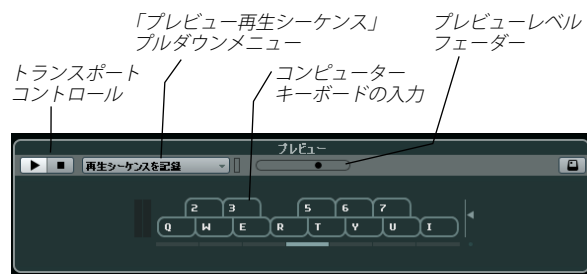 「プレビュー再生シーケンス」
プルダウンメニュー
プレビューレベル
フェーダー
トランスポート
コントロール
コンピューター
キーボードの入力
プレビュー
再生シーケンスを記録
2 3 5 6 7
Q W E R T Y U I